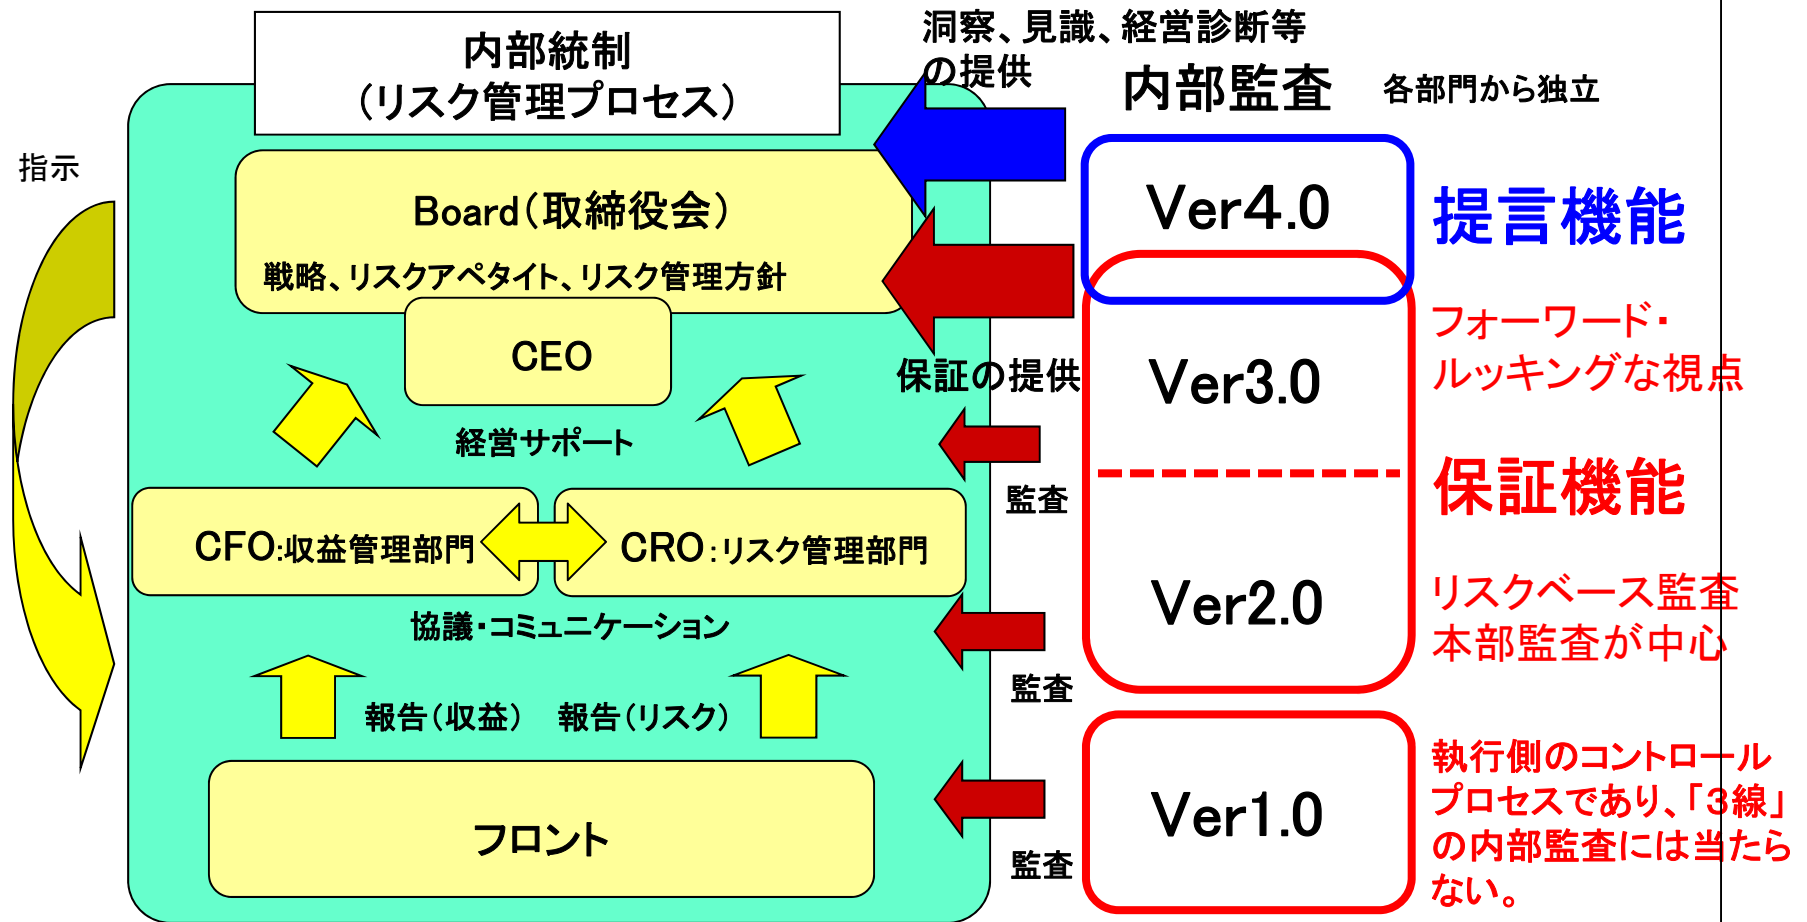 内部統制
（リスク管理プロセス）
洞察、見識、経営診断等
の提供
内部監査
各部門から独立
指示
Board（取締役会）
戦略、リスクアペタイト、リスク管理方針
CEO
経営サポート
CFO:収益管理部門
CRO：リスク管理部門
協議・コミュニケーション
報告（収益）
報告（リスク）
フロント
保証の提供
監査
監査
監査
Ver4.0
提言機能
Ver3.0
フォーワード・
ルッキングな視点
保証機能
Ver2.0
リスクベース監査
本部監査が中心
Ver1.0
執行側のコントロール
プロセスであり、「３線」
の内部監査には当たら
ない。